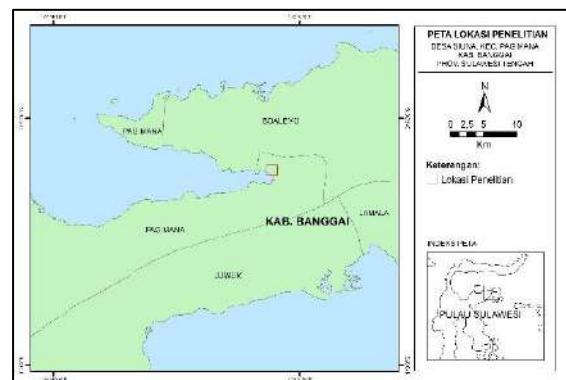 PETA LOKASI PENELITIAN
DESA SIUNA, KEC. PAGIMANA
KAB. BANGGAI
PROV. SULAWESI TENGAH
N
0 2,5 5 10
Km
Keterangan:
Lokasi Penelitian
INDEKS PETA
PULAU SULAWESI
PAGIMANA
BOALEMO
PAGIMANA
KAB. BANGGAI
LAMALA
LUWUK